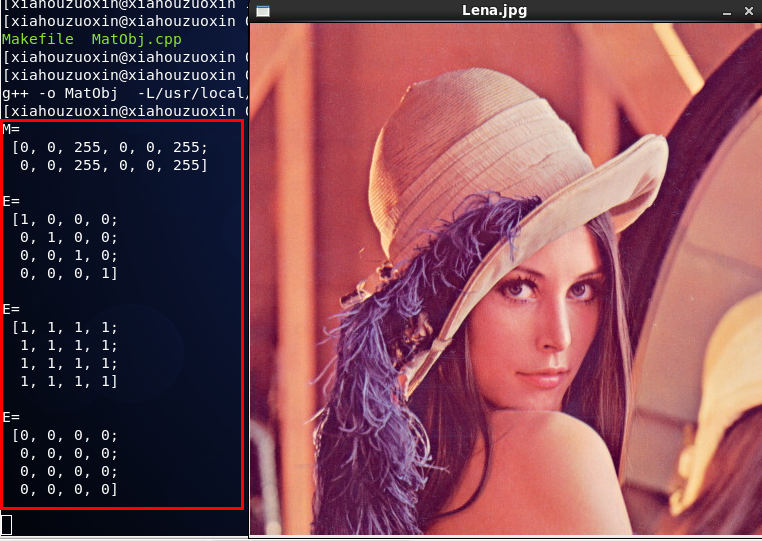 [xiahouzuoxin@xiahouzuoxin
[xiahouzuoxin@xiahouzuoxin
Makefile  MatObj.cpp
[xiahouzuoxin@xiahouzuoxin
[xiahouzuoxin@xiahouzuoxin
g++ -o MatObj  -L/usr/local/
[xiahouzuoxin@xiahouzuoxin
M=
[0, 0, 255, 0, 0, 255;
0, 0, 255, 0, 0, 255]
E=
[1, 0, 0, 0;
0, 1, 0, 0;
0, 0, 1, 0;
0, 0, 0, 1]
E=
[1, 1, 1, 1;
1, 1, 1, 1;
1, 1, 1, 1;
1, 1, 1, 1]
E=
[0, 0, 0, 0;
0, 0, 0, 0;
0, 0, 0, 0;
0, 0, 0, 0]
Lena.jpg